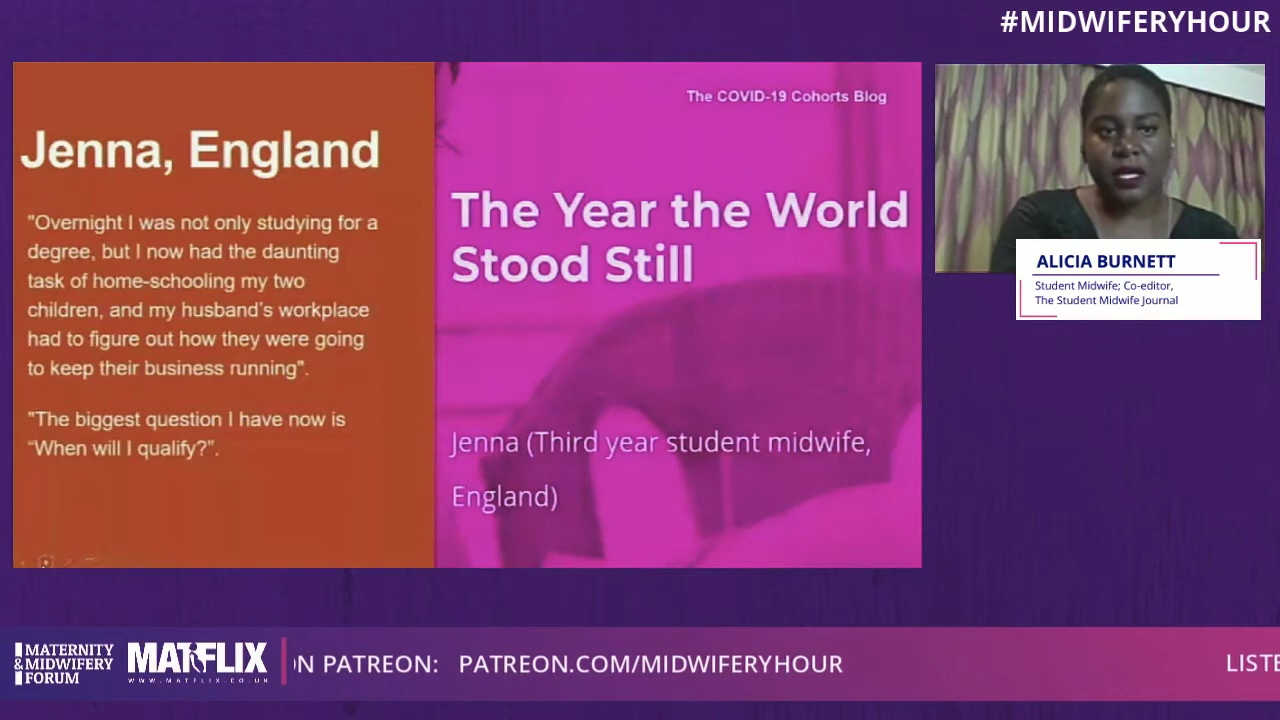 #MIDWIFERYHOUR
Jenna, England
"Overnight I was not only studying for a
degree, but I now had the daunting
task of home-schooling my two
children, and my husband's workplace
had to figure out how they were going
to keep their business running".
"The biggest question I have now is
“When will I qualify?”.
The COVID-19 Cohorts Blog
The Year the World
Stood Still
Jenna (Third year student midwife,
England)
ALICIA BURNETT
Student Midwife; Co-editor,
The Student Midwife Journal
MATERNITY
& MIDWIFERY
FORUM
MATFLIX
WWW.MATFLIX.CO.UK
ON PATREON: PATREON.COM/MIDWIFERYHOUR
LISTE